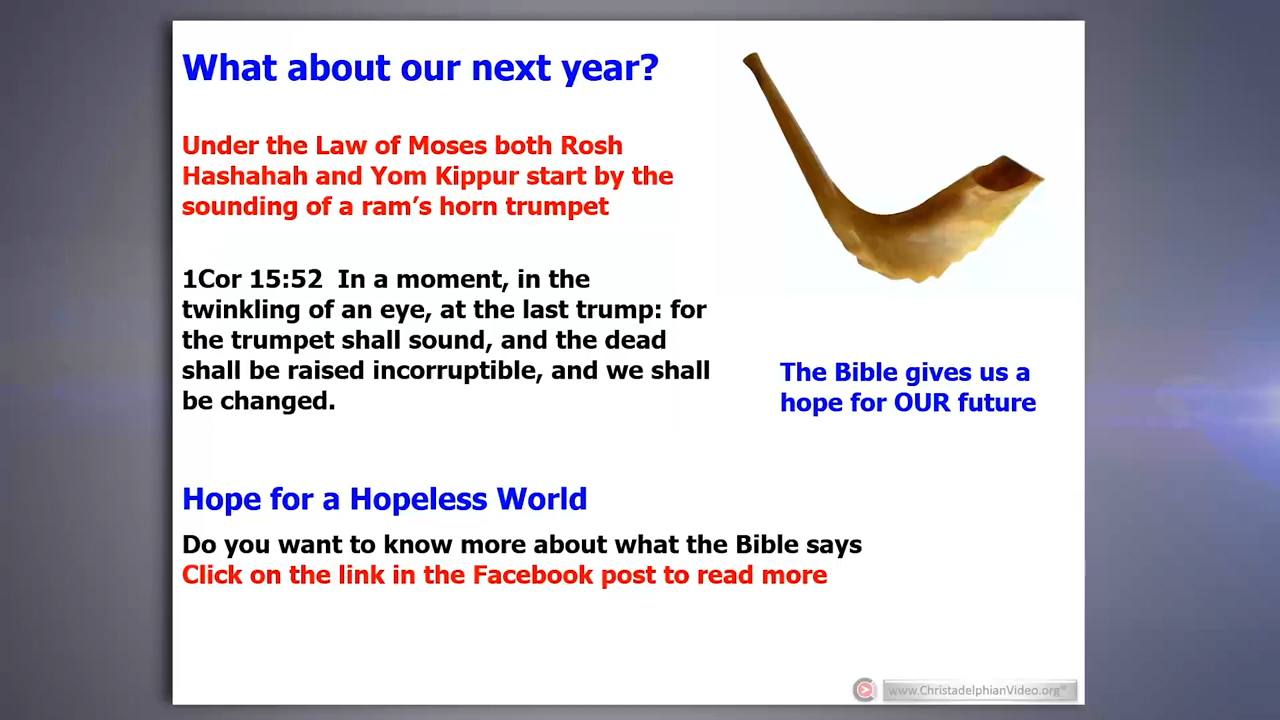 What about our next year?
Under the Law of Moses both Rosh
Hashahah and Yom Kippur start by the
sounding of a ram’s horn trumpet
1Cor 15:52  In a moment, in the
twinkling of an eye, at the last trump: for
the trumpet shall sound, and the dead
shall be raised incorruptible, and we shall
be changed.
The Bible gives us a
hope for OUR future
Hope for a Hopeless World
Do you want to know more about what the Bible says
Click on the link in the Facebook post to read more
www.ChristadelphianVideo.org